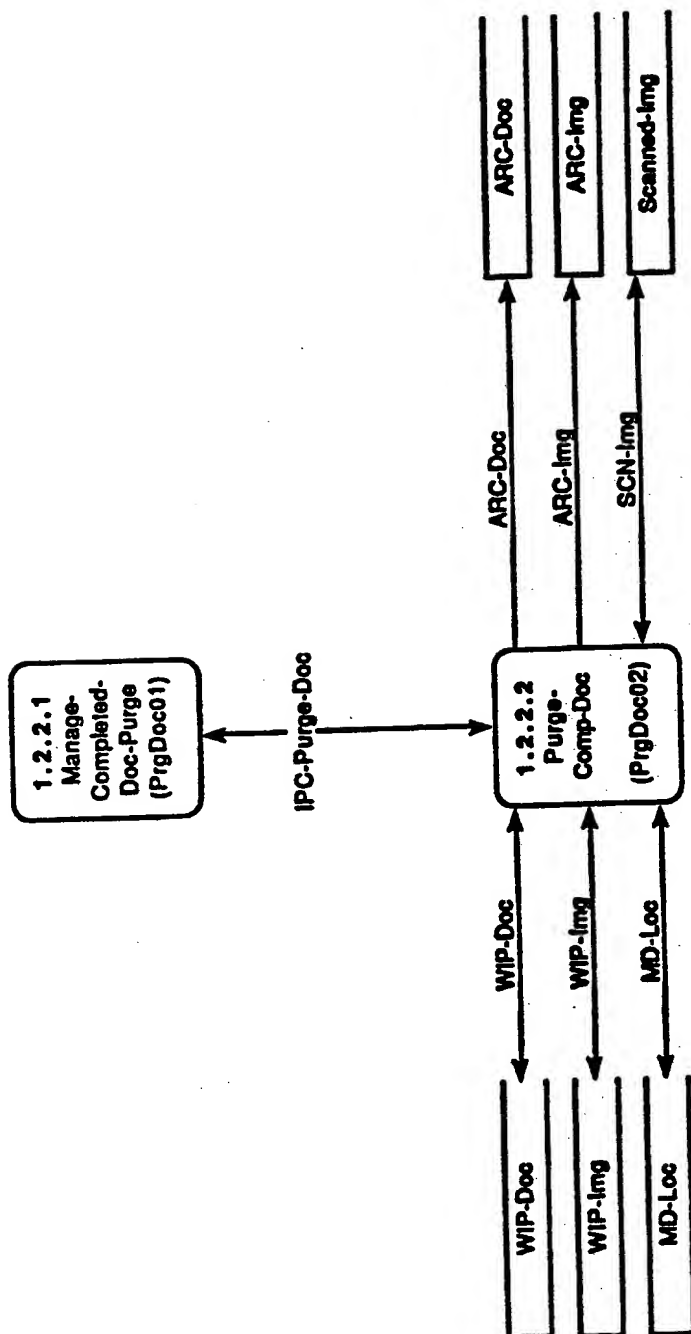 1.2.2.1
Manage-
Completed-
Doc-Purge
(PrgDoc01)
IPC-Purge-Doc
1.2.2.2
Purge-
Comp-Doc
(PrgDoc02)
WIP-Doc
WIP-Img
MD-Loc
WIP-Doc
WIP-Img
MD-Loc
ARC-Doc
ARC-Img
SCN-Img
ARC-Doc
ARC-Img
Scanned-Img